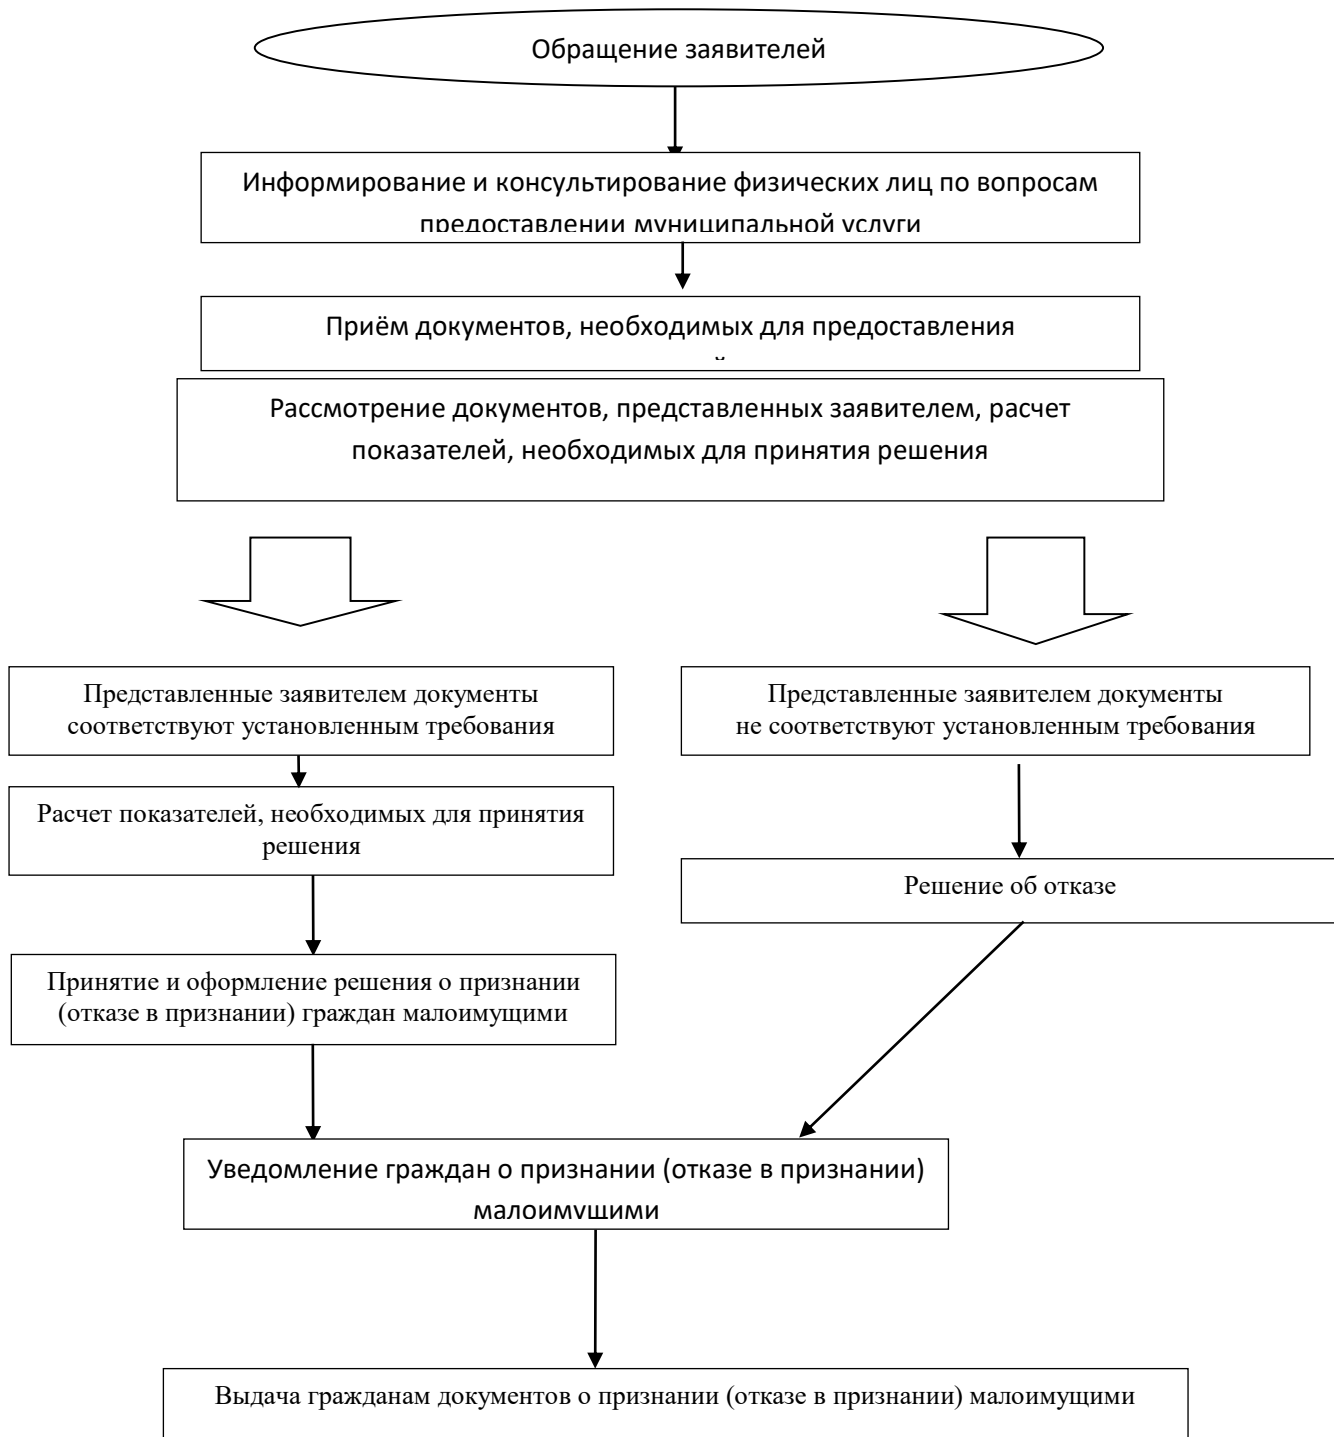 Обращение заявителей
Информирование и консультирование физических лиц по вопросам
предоставлении муниципальной услуги
Приём документов, необходимых для предоставления
Рассмотрение документов, представленных заявителем, расчет
показателей, необходимых для принятия решения
Представленные заявителем документы
соответствуют установленным требования
Представленные заявителем документы
не соответствуют установленным требования
Расчет показателей, необходимых для принятия
решения
Решение об отказе
Принятие и оформление решения о признании
(отказе в признании) граждан малоимущими
Уведомление граждан о признании (отказе в признании)
малоимущими
Выдача гражданам документов о признании (отказе в признании) малоимущими